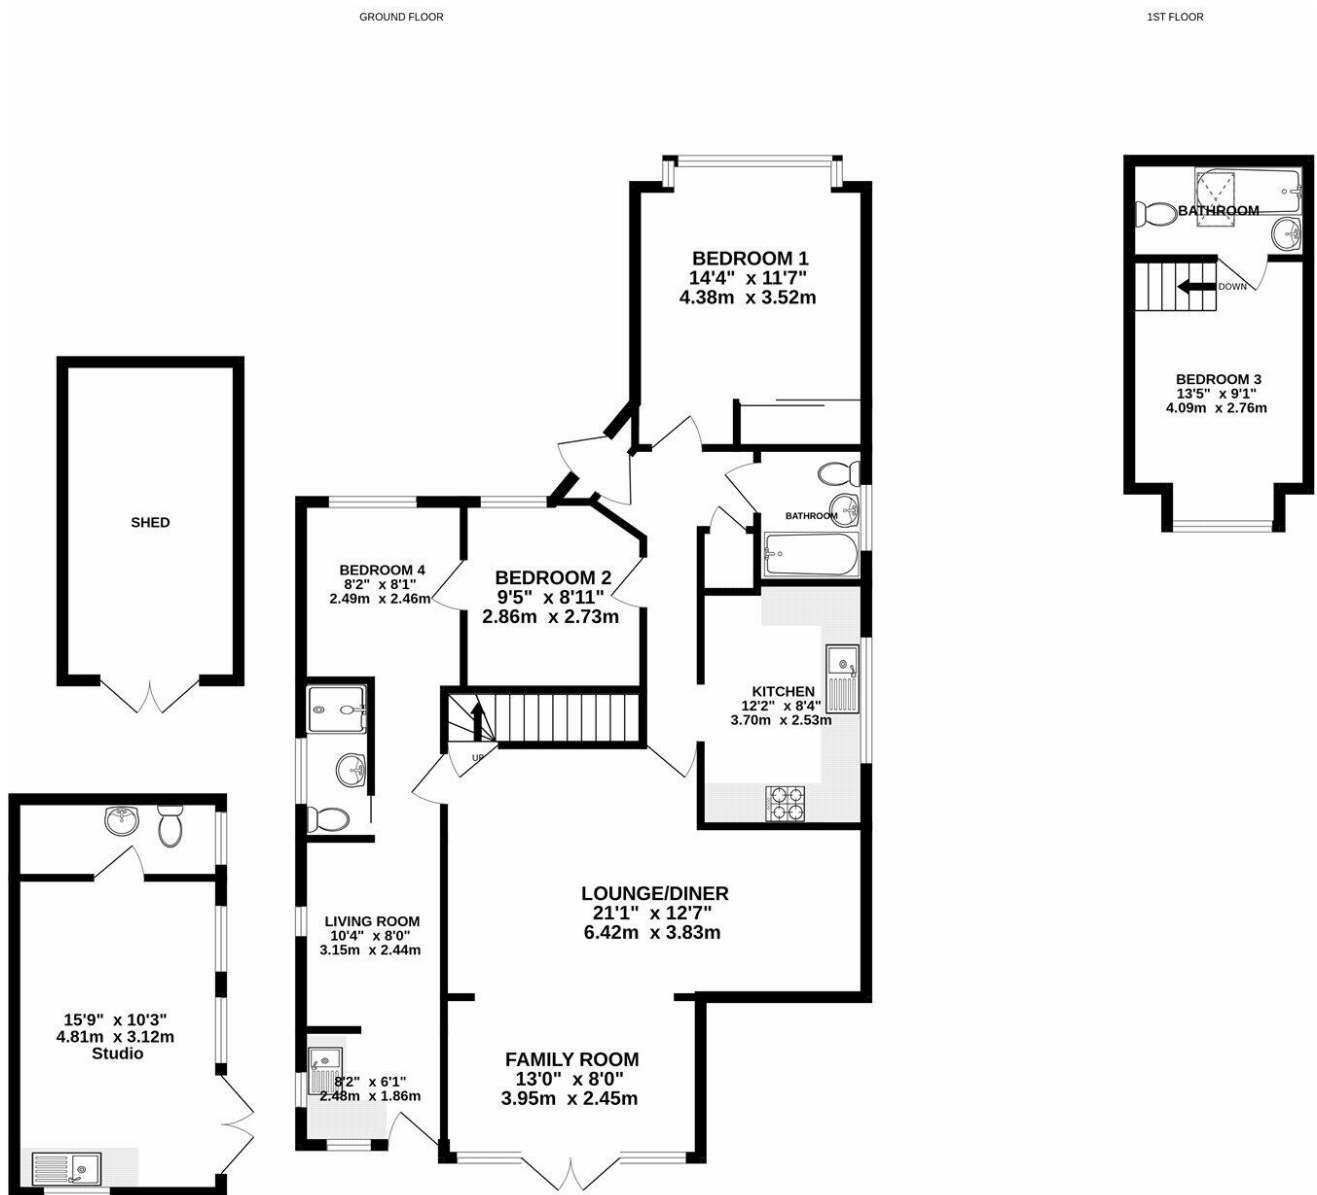 GROUND FLOOR
1ST FLOOR
BEDROOM 1
14'4" x 11'7"
4.38m x 3.52m
BATHROOM
DOWN
BEDROOM 3
13'5" x 9'1"
4.09m x 2.76m
SHED
BATHROOM
BEDROOM 4
8'2" x 8'1"
2.49m x 2.46m
BEDROOM 2
9'5" x 8'11"
2.86m x 2.73m
KITCHEN
12'2" x 8'4"
3.70m x 2.53m
UP
LOUNGE/DINER
21'1" x 12'7"
6.42m x 3.83m
LIVING ROOM
10'4" x 8'0"
3.15m x 2.44m
15'9" x 10'3"
4.81m x 3.12m
Studio
FAMILY ROOM
13'0" x 8'0"
3.95m x 2.45m
8'2" x 6'1"
2.48m x 1.86m